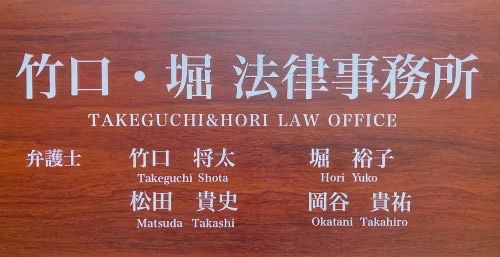 竹口・堀 法律事務所
TAKEGUCHI&HORI LAW OFFICE
弁護士 竹口 将太 堀 裕子
Takeguchi Shota Hori Yuko
松田 貴史 岡谷 貴祐
Matsuda Takashi Okatani Takahiro